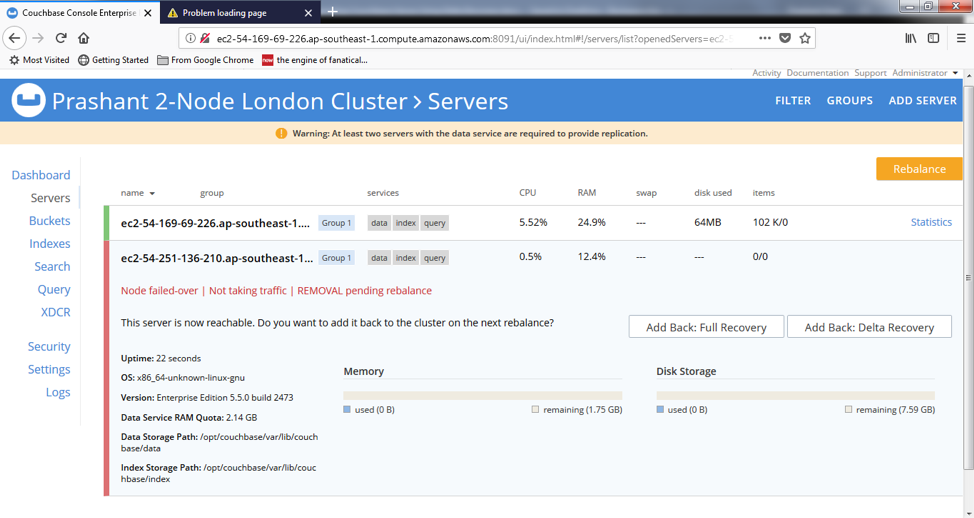 Couchbase Console Enterprise
Problem loading page
ec2-54-169-69-226.ap-southeast-1.compute.amazonaws.com:8091/ui/index.html#!/servers/list?openedServers=ec2-5
Most Visited Getting Started From Google Chrome now the engine of fanatical...
Activity Documentation Support Administrator
Prashant 2-Node London Cluster > Servers
FILTER GROUPS ADD SERVER
Warning: At least two servers with the data service are required to provide replication.
Rebalance
Dashboard
Servers
Buckets
Indexes
Search
Query
XDCR
Security
Settings
Logs
name group services CPU RAM swap disk used items
ec2-54-169-69-226.ap-southeast-1.... Group 1 data index query 5.52% 24.9% --- 64MB 102 K/0 Statistics
ec2-54-251-136-210.ap-southeast-1... Group 1 data index query 0.5% 12.4% --- --- 0/0
Node failed-over | Not taking traffic | REMOVAL pending rebalance
This server is now reachable. Do you want to add it back to the cluster on the next rebalance?
Add Back: Full Recovery Add Back: Delta Recovery
Uptime: 22 seconds
OS: x86_64-unknown-linux-gnu
Version: Enterprise Edition 5.5.0 build 2473
Data Service RAM Quota: 2.14 GB
Data Storage Path: /opt/couchbase/var/lib/couch
base/data
Index Storage Path: /opt/couchbase/var/lib/couc
hbase/index
Memory
used (0 B) remaining (1.75 GB)
Disk Storage
used (0 B) remaining (7.59 GB)